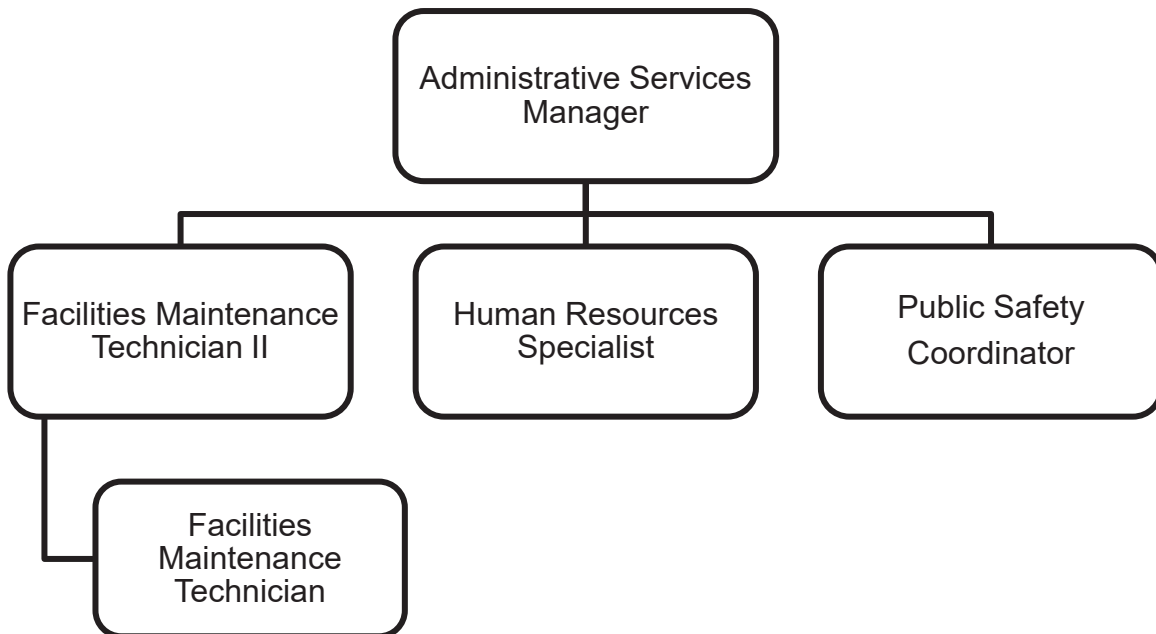 Administrative Services
Manager
Facilities Maintenance
Technician II
Human Resources
Specialist
Public Safety
Coordinator
Facilities
Maintenance
Technician